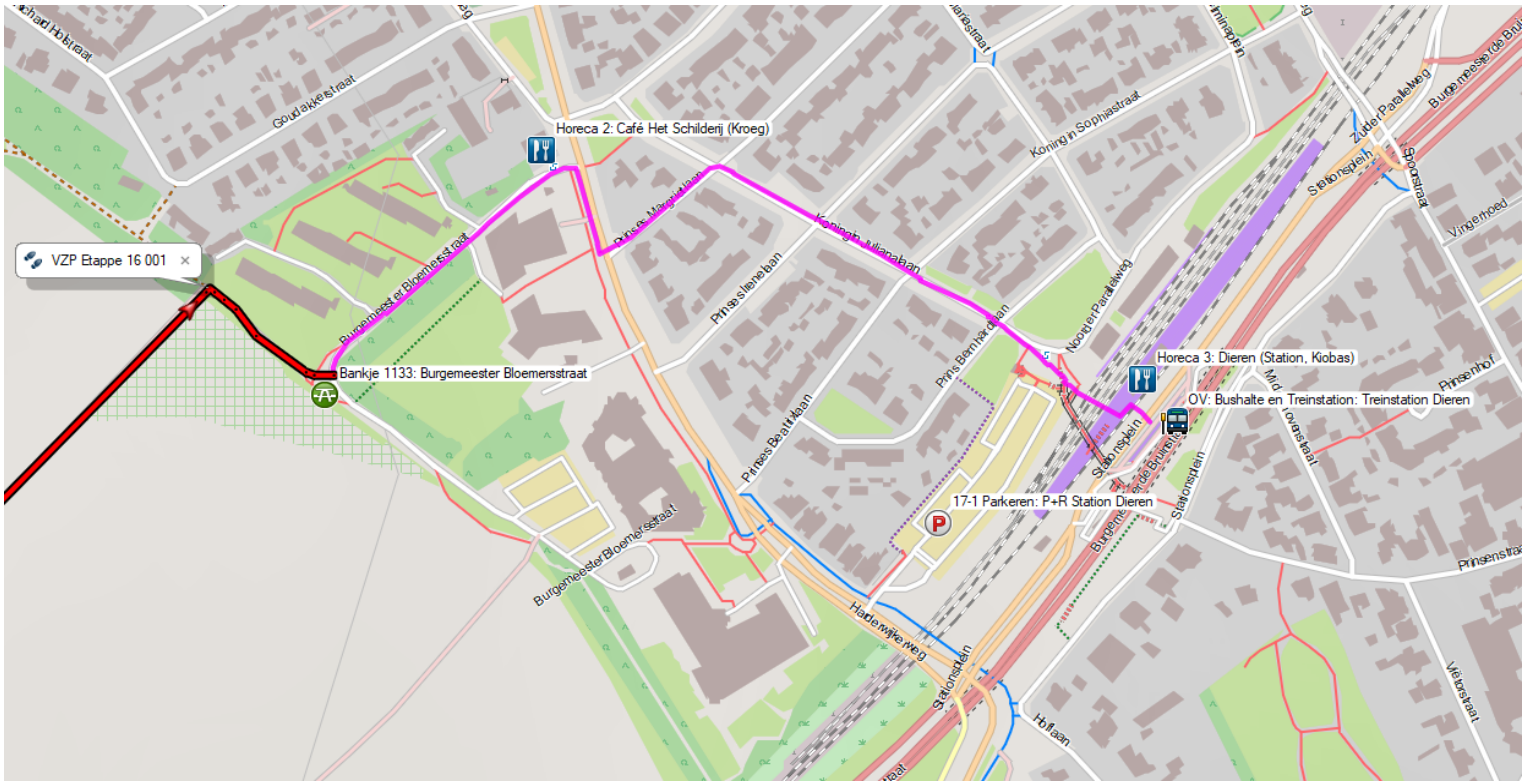 Goudakkerstraat
Horeca 2: Café Het Schilderij (Kroeg)
Koningin Sophiastraat
Zuider Parallelweg
Stationsplein
Spoorstraat
Vingerhoed
VZP Etappe 16 001
Burgemeester Bloemersstraat
Prinses Margrietlaan
Koningin Julianalaan
Prinses Irenelaan
Noorder Parallelweg
Prins Bernhardlaan
Horeca 3: Dieren (Station, Kiobas)
Bankje 1133: Burgemeester Bloemersstraat
OV: Bushalte en Treinstation: Treinstation Dieren
Prinsenhof
Prinses Beatrixlaan
Stationsplein
Stationsplein
17-1 Parkeren: P+R Station Dieren
P
Burgemeester Bloemersstraat
Harderwijkerweg
Stationsplein
Hoflaan